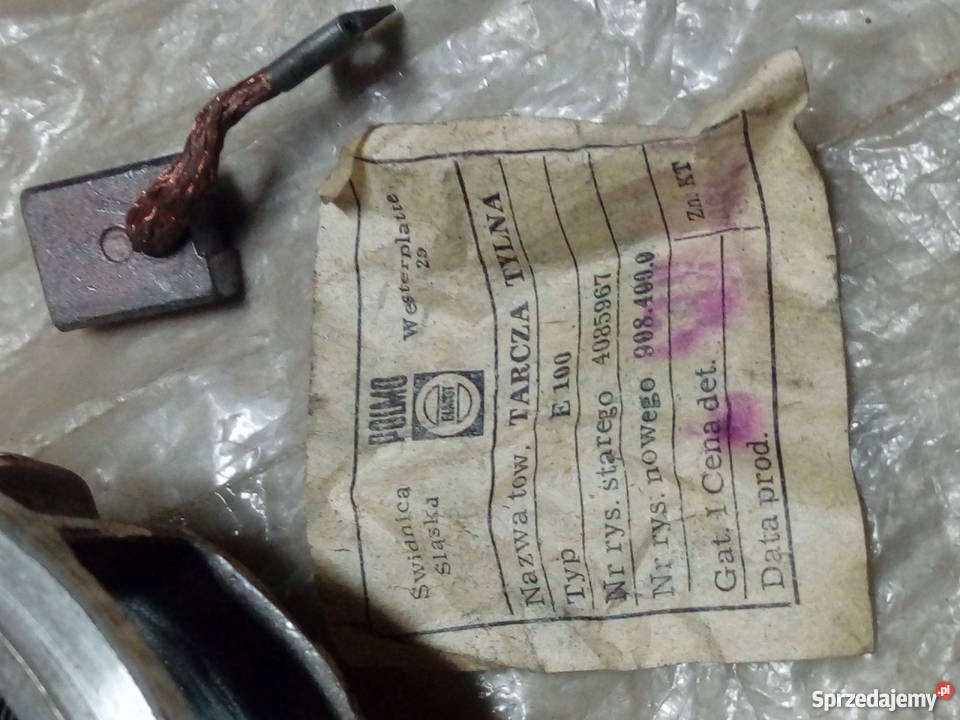 Świdnica
Śląska
POLMO
Westerplatte
29
Nazwa tow. TARCZA TYLNA
Typ E 100
Nr rys. starego 4085967
Nr rys. nowego 908.400.0
Gat. I Cena det. Zn. KT
Data prod.
Sprzedajemy.pl